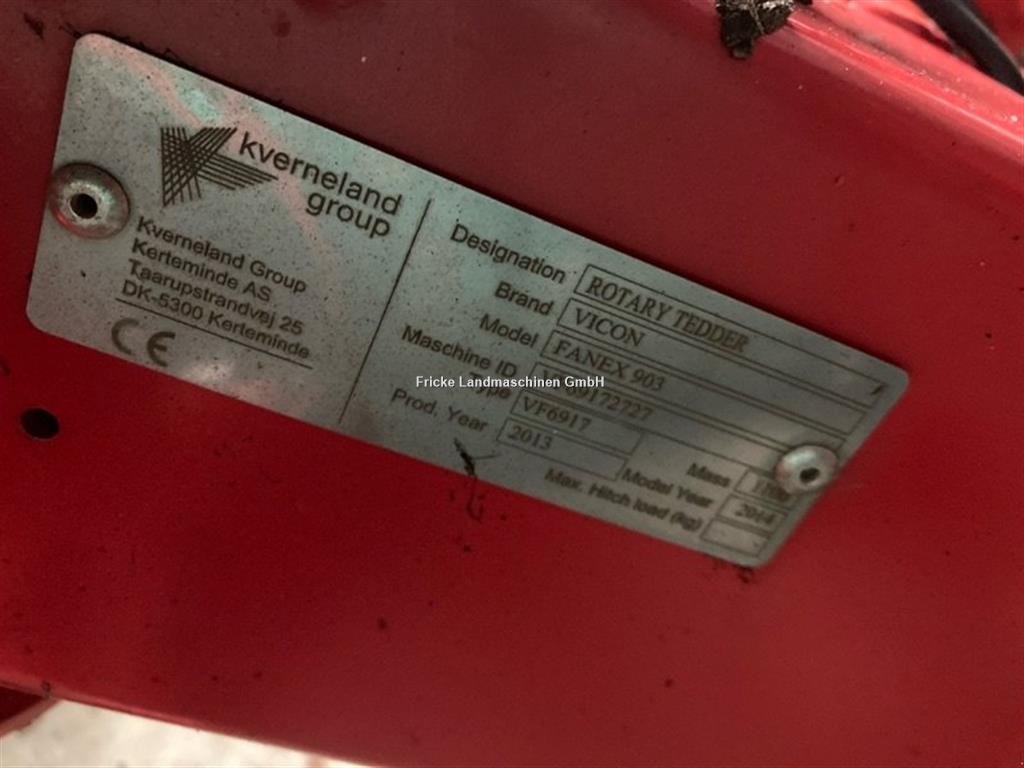 kverneland
group
Kverneland Group
Kerteminde AS
Taarupstrandvej 25
DK-5300 Kerteminde
CE
Designation ROTARY TEDDER
Brand VICON
Model FANEX 903
Maschine ID VF69172727
Type VF6917
Prod. Year 2013
Mass
Model Year 2014
Max. Hitch load (kg) -
Fricke Landmaschinen GmbH